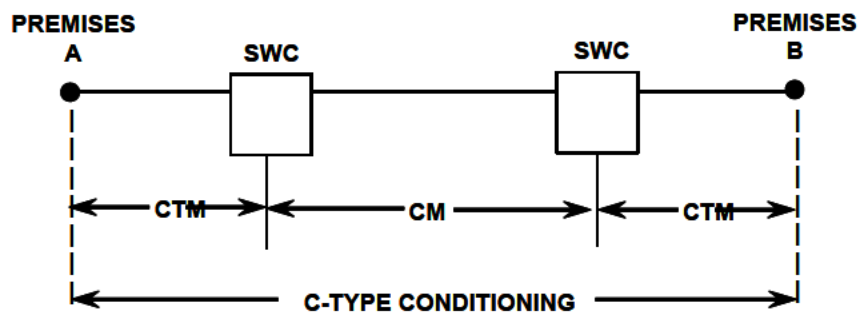 PREMISES
A
SWC
SWC
PREMISES
B
CTM
CM
CTM
C-TYPE CONDITIONING